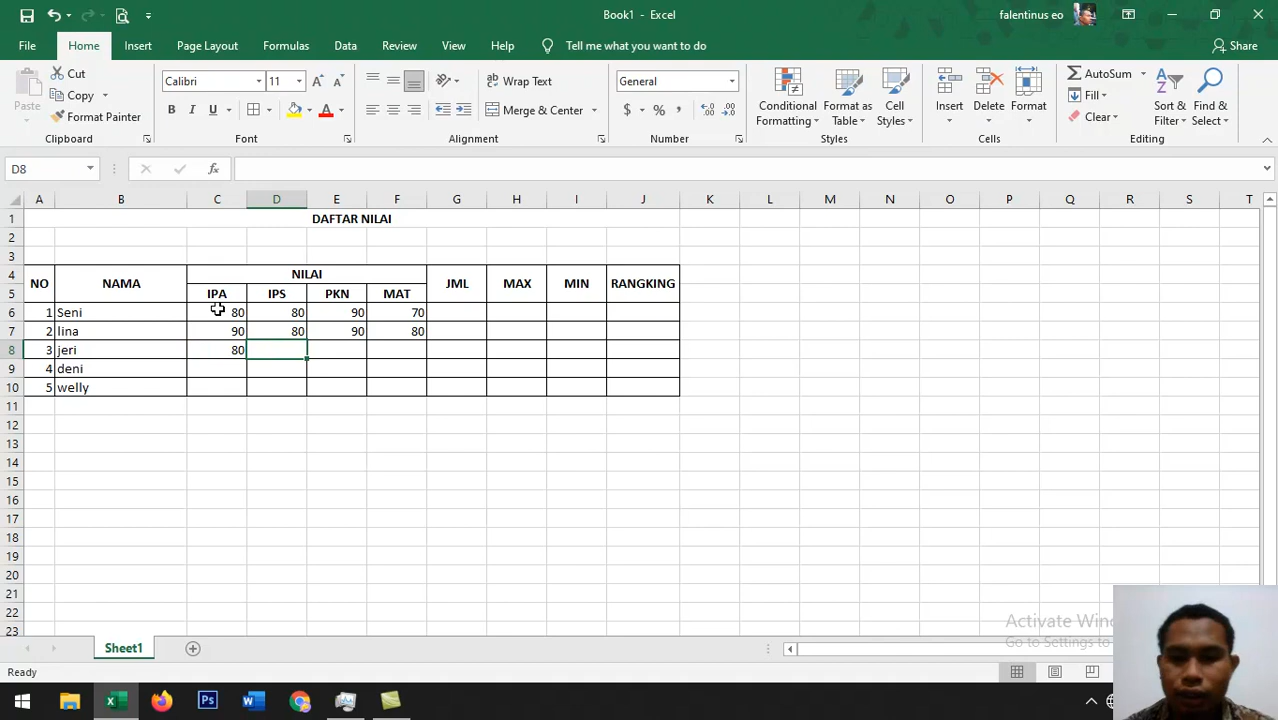 Book1 - Excel
falentinus eo
File Home Insert Page Layout Formulas Data Review View Help Tell me what you want to do Share
Paste
Cut
Copy
Format Painter
Clipboard
Calibri 11
B I U
Font
Wrap Text
Merge & Center
Alignment
General
$ %
Number
Conditional Formatting
Format as Table
Cell Styles
Styles
Insert Delete Format
Cells
AutoSum
Fill
Clear
Sort & Filter
Find & Select
Editing
D8 fx
A B C D E F G H I J K L M N O P Q R S T
1 DAFTAR NILAI
2
3
4 NO NAMA NILAI JML MAX MIN RANGKING
5 IPA IPS PKN MAT
6 1 Seni 80 80 90 70
7 2 lina 90 80 90 80
8 3 jeri 80
9 4 deni
10 5 welly
11
12
13
14
15
16
17
18
19
20
21
22
23
Activate Win
Go to Settings to
Sheet1
Ready
Ps